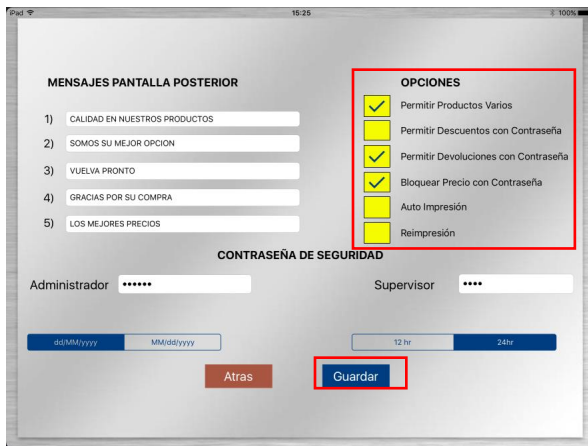 iPad 15:25 100%
MENSAJES PANTALLA POSTERIOR
1) CALIDAD EN NUESTROS PRODUCTOS
2) SOMOS SU MEJOR OPCION
3) VUELVA PRONTO
4) GRACIAS POR SU COMPRA
5) LOS MEJORES PRECIOS
OPCIONES
Permitir Productos Varios
Permitir Descuentos con Contraseña
Permitir Devoluciones con Contraseña
Bloquear Precio con Contraseña
Auto Impresión
Reimpresión
CONTRASEÑA DE SEGURIDAD
Administrador ••••••
Supervisor ••••
dd/MM/yyyy MM/dd/yyyy
12 hr 24hr
Atras Guardar